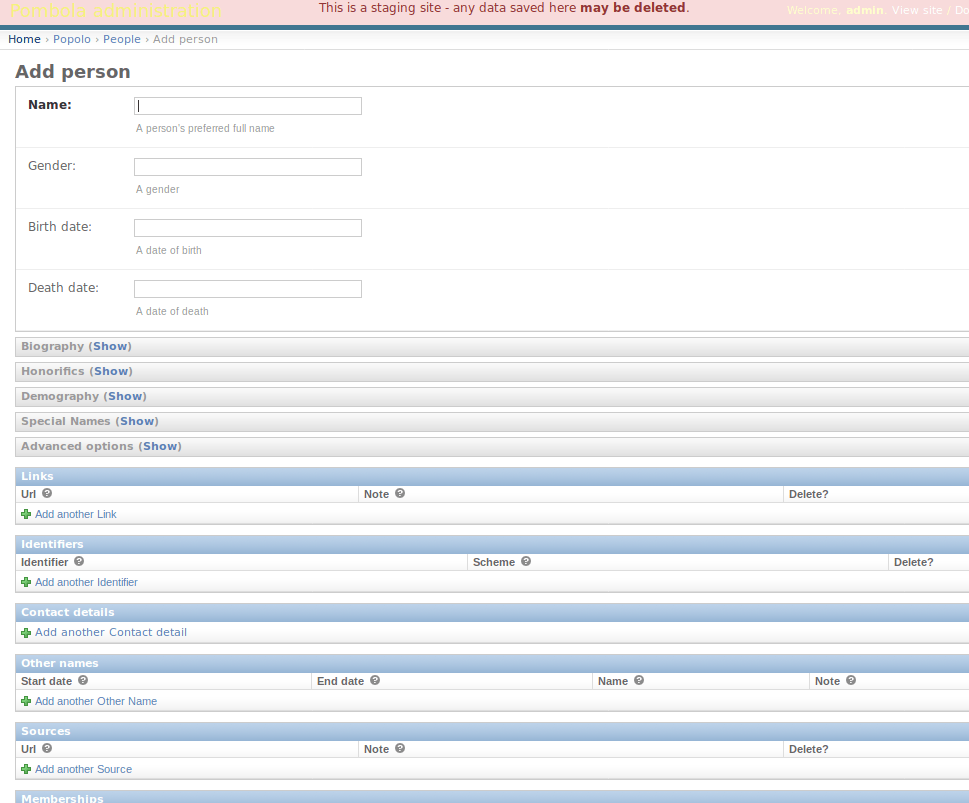 Pombola administration
This is a staging site - any data saved here may be deleted.
Welcome, admin. View site / Do
Home › Popolo › People › Add person
Add person
Name:
A person's preferred full name
Gender:
A gender
Birth date:
A date of birth
Death date:
A date of death
Biography (Show)
Honorifics (Show)
Demography (Show)
Special Names (Show)
Advanced options (Show)
Links
Url ? Note ? Delete?
Add another Link
Identifiers
Identifier ? Scheme ? Delete?
Add another Identifier
Contact details
Add another Contact detail
Other names
Start date ? End date ? Name ? Note ?
Add another Other Name
Sources
Url ? Note ? Delete?
Add another Source
Memberships